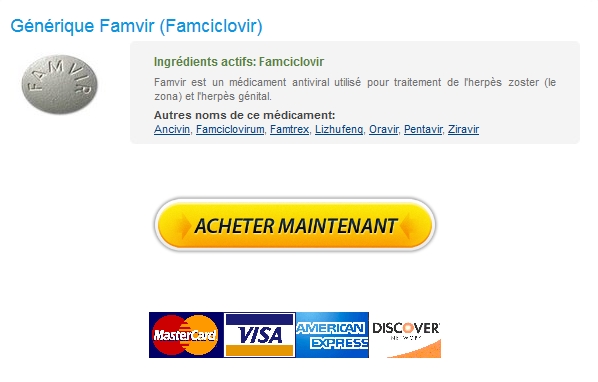 Générique Famvir (Famciclovir)
FAMVIR
Ingrédients actifs: Famciclovir
Famvir est un médicament antiviral utilisé pour traitement de l'herpès zoster (le
zona) et l'herpès génital.
Autres noms de ce médicament:
Ancivin, Famciclovirum, Famtrex, Lizhufeng, Oravir, Pentavir, Ziravir
ACHETER MAINTENANT
MasterCard VISA AMERICAN EXPRESS DISCOVER NETWORK